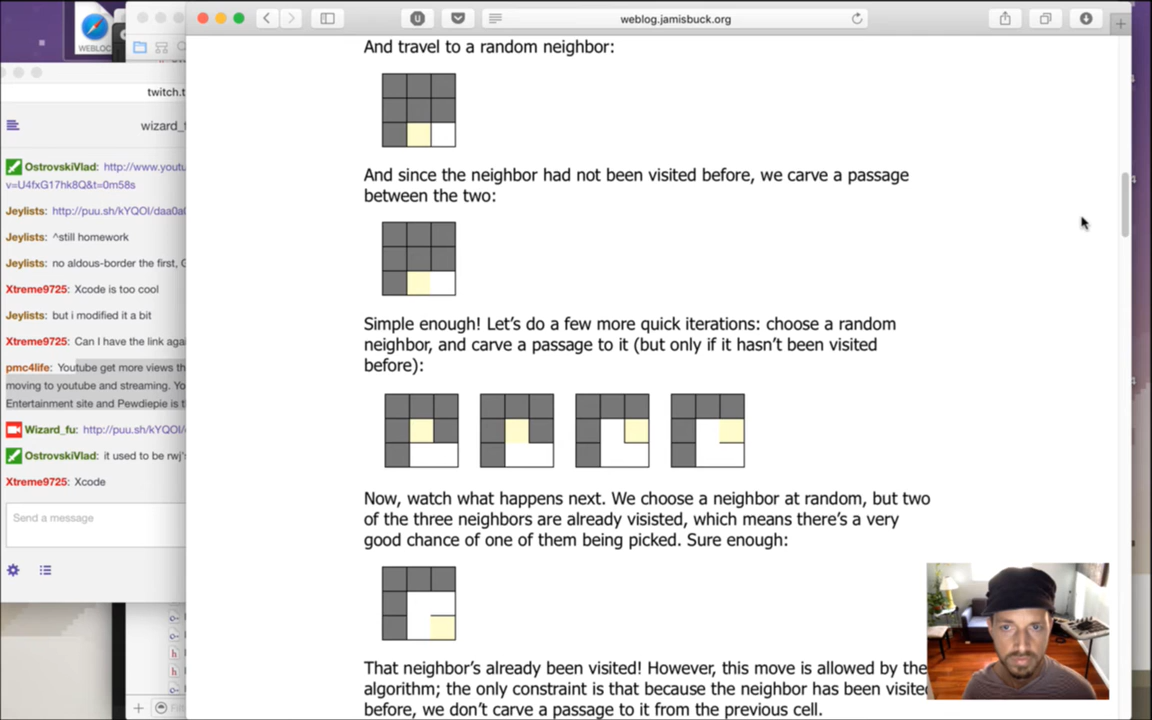 weblog.jamisbuck.org
WEBLOC
twitch.t
wizard_f
OstrovskiVlad: http://www.youtu
v=U4fxG17hk8Q&t=0m58s
Jeylists: http://puu.sh/kYQOI/daa0a
Jeylists: ^still homework
Jeylists: no aldous-border the first,
Xtreme9725: Xcode is too cool
Jeylists: but i modified it a bit
Xtreme9725: Can I have the link aga
pmc4life: Youtube get more views th
moving to youtube and streaming. Yo
Entertainment site and Pewdiepie is t
Wizard_fu: http://puu.sh/kYQOI/
OstrovskiVlad: it used to be rwj's
Xtreme9725: Xcode
Send a message
And travel to a random neighbor:
And since the neighbor had not been visited before, we carve a passage
between the two:
Simple enough! Let's do a few more quick iterations: choose a random
neighbor, and carve a passage to it (but only if it hasn't been visited
before):
Now, watch what happens next. We choose a neighbor at random, but two
of the three neighbors are already visisted, which means there's a very
good chance of one of them being picked. Sure enough:
That neighbor's already been visited! However, this move is allowed by the
algorithm; the only constraint is that because the neighbor has been visite
before, we don't carve a passage to it from the previous cell.